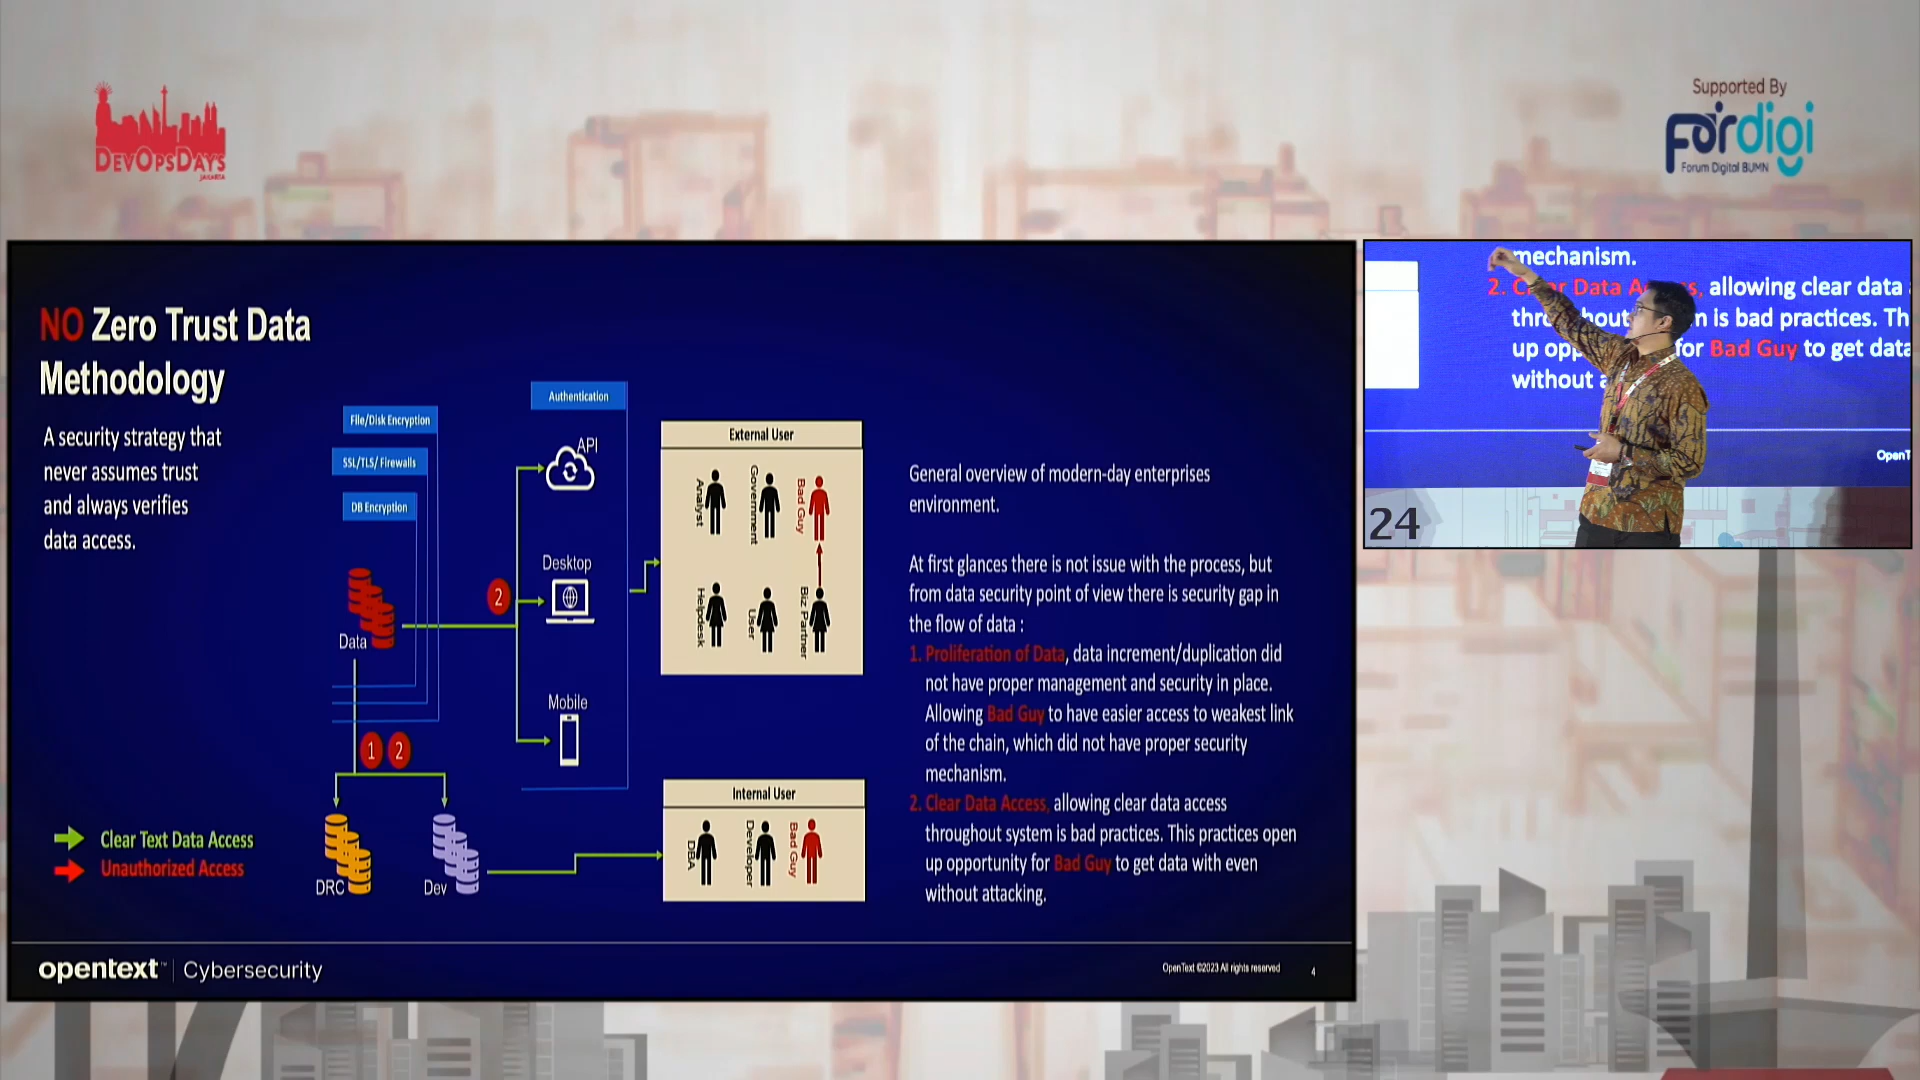 DEVOPSDAYS
JAKARTA
Supported By
Fordigi
Forum Digital BUMN
NO Zero Trust Data
Methodology
A security strategy that
never assumes trust
and always verifies
data access.
File/Disk Encryption
SSL/TLS/ Firewalls
DB Encryption
Data
1 2
DRC
Dev
Clear Text Data Access
Unauthorized Access
Authentication
API
2
Desktop
Mobile
External User
Analyst
Government
Bad Guy
Helpdesk
User
Biz Partner
Internal User
DBA
Developer
Bad Guy
General overview of modern-day enterprises
environment.
At first glances there is not issue with the process, but
from data security point of view there is security gap in
the flow of data :
1. Proliferation of Data, data increment/duplication did
not have proper management and security in place.
Allowing Bad Guy to have easier access to weakest link
of the chain, which did not have proper security
mechanism.
2. Clear Data Access, allowing clear data access
throughout system is bad practices. This practices open
up opportunity for Bad Guy to get data with even
without attacking.
opentext™ | Cybersecurity
OpenText ©2023 All rights reserved
4
mechanism.
2. Data allowing clear data
is bad practices.
up for Bad Guy to get data
without
24